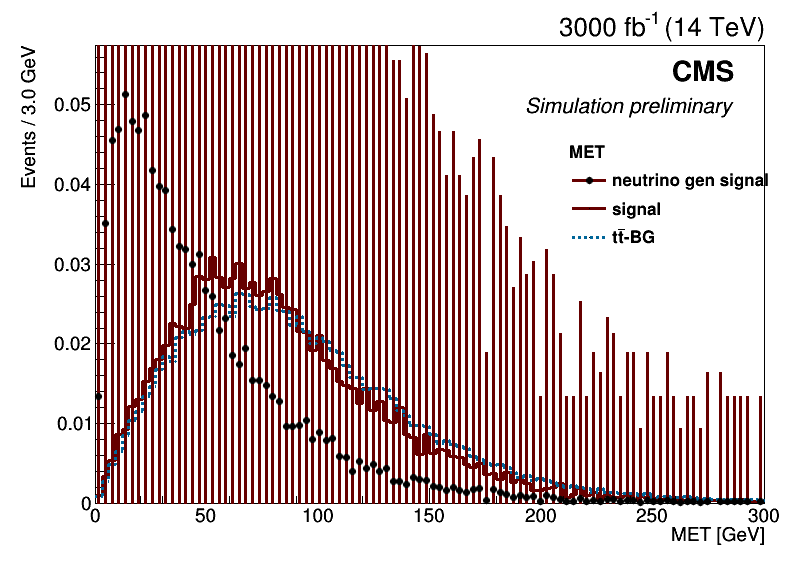 3000 fb⁻¹ (14 TeV)
CMS
Simulation preliminary
MET
neutrino gen signal
signal
tt̄-BG
Events / 3.0 GeV
0.05
0.04
0.03
0.02
0.01
0
0 50 100 150 200 250 300
MET [GeV]